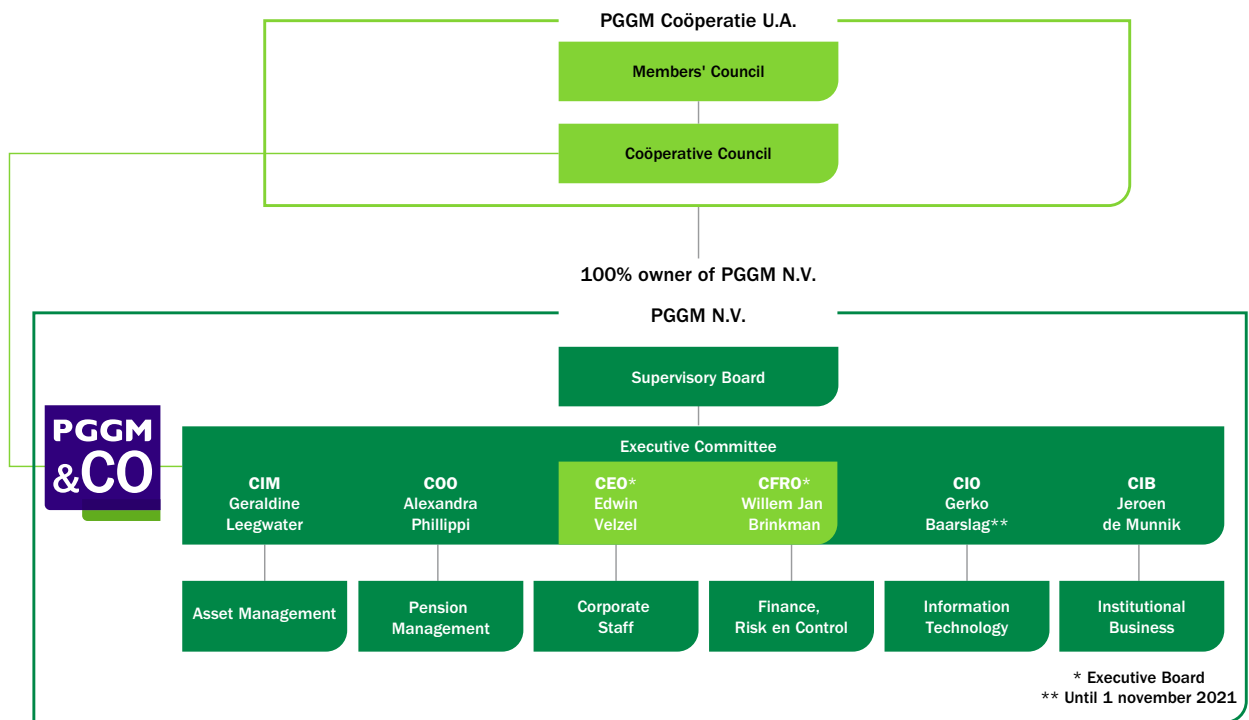 PGGM Coöperatie U.A.
Members' Council
Coöperative Council
100% owner of PGGM N.V.
PGGM N.V.
Supervisory Board
PGGM
&CO
Executive Committee
CIM
Geraldine
Leegwater
COO
Alexandra
Phillippi
CEO*
Edwin
Velzel
CFRO*
Willem Jan
Brinkman
CIO
Gerko
Baarslag**
CIB
Jeroen
de Munnik
Asset Management
Pension
Management
Corporate
Staff
Finance,
Risk en Control
Information
Technology
Institutional
Business
* Executive Board
** Until 1 november 2021